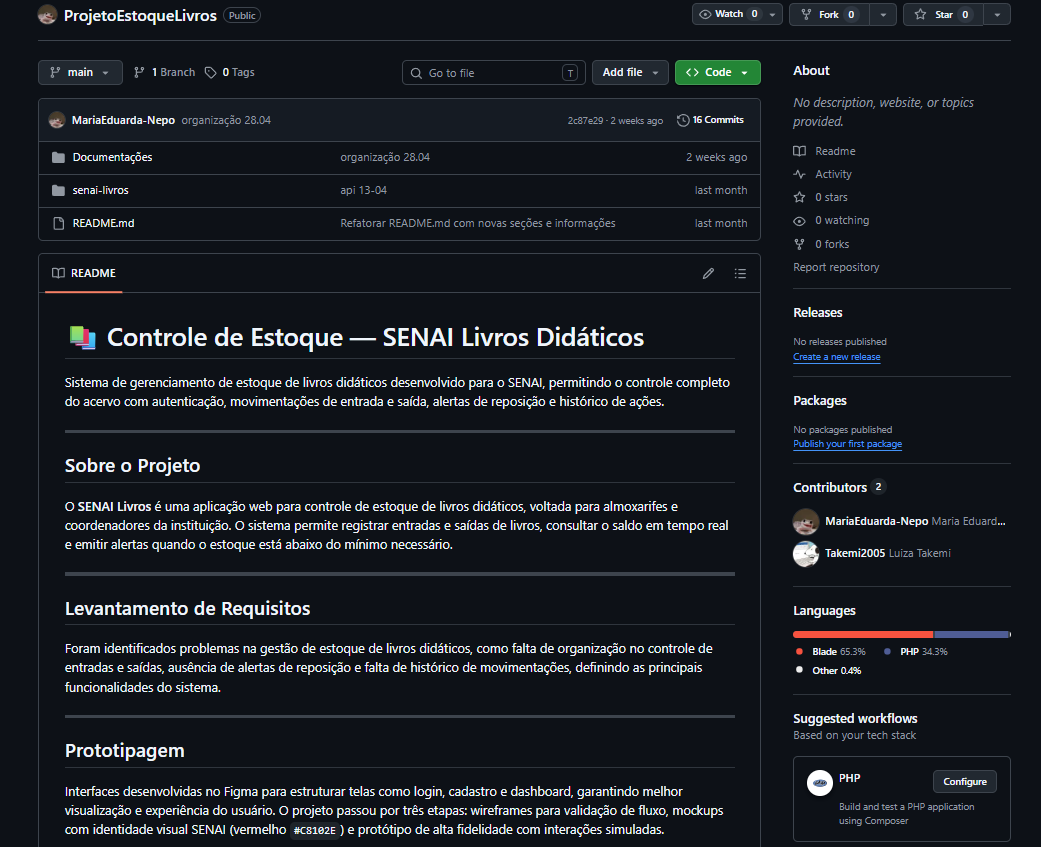 ProjetoEstoqueLivros Public
Watch 0
Fork 0
Star 0
main
1 Branch
0 Tags
Go to file T
Add file
Code
MariaEduarda-Nepo organização 28.04
2c87e29 · 2 weeks ago
16 Commits
Documentações organização 28.04 2 weeks ago
senai-livros api 13-04 last month
README.md Refatorar README.md com novas seções e informações last month
README
Controle de Estoque — SENAI Livros Didáticos
Sistema de gerenciamento de estoque de livros didáticos desenvolvido para o SENAI, permitindo o controle completo
do acervo com autenticação, movimentações de entrada e saída, alertas de reposição e histórico de ações.
Sobre o Projeto
O SENAI Livros é uma aplicação web para controle de estoque de livros didáticos, voltada para almoxarifes e
coordenadores da instituição. O sistema permite registrar entradas e saídas de livros, consultar o saldo em tempo real
e emitir alertas quando o estoque está abaixo do mínimo necessário.
Levantamento de Requisitos
Foram identificados problemas na gestão de estoque de livros didáticos, como falta de organização no controle de
entradas e saídas, ausência de alertas de reposição e falta de histórico de movimentações, definindo as principais
funcionalidades do sistema.
Prototipagem
Interfaces desenvolvidas no Figma para estruturar telas como login, cadastro e dashboard, garantindo melhor
visualização e experiência do usuário. O projeto passou por três etapas: wireframes para validação de fluxo, mockups
com identidade visual SENAI (vermelho #C8102E ) e protótipo de alta fidelidade com interações simuladas.
About
No description, website, or topics
provided.
Readme
Activity
0 stars
0 watching
0 forks
Report repository
Releases
No releases published
Create a new release
Packages
No packages published
Publish your first package
Contributors 2
MariaEduarda-Nepo Maria Eduard...
Takemi2005 Luiza Takemi
Languages
Blade 65.3%
PHP 34.3%
Other 0.4%
Suggested workflows
Based on your tech stack
PHP
Configure
Build and test a PHP application
using Composer